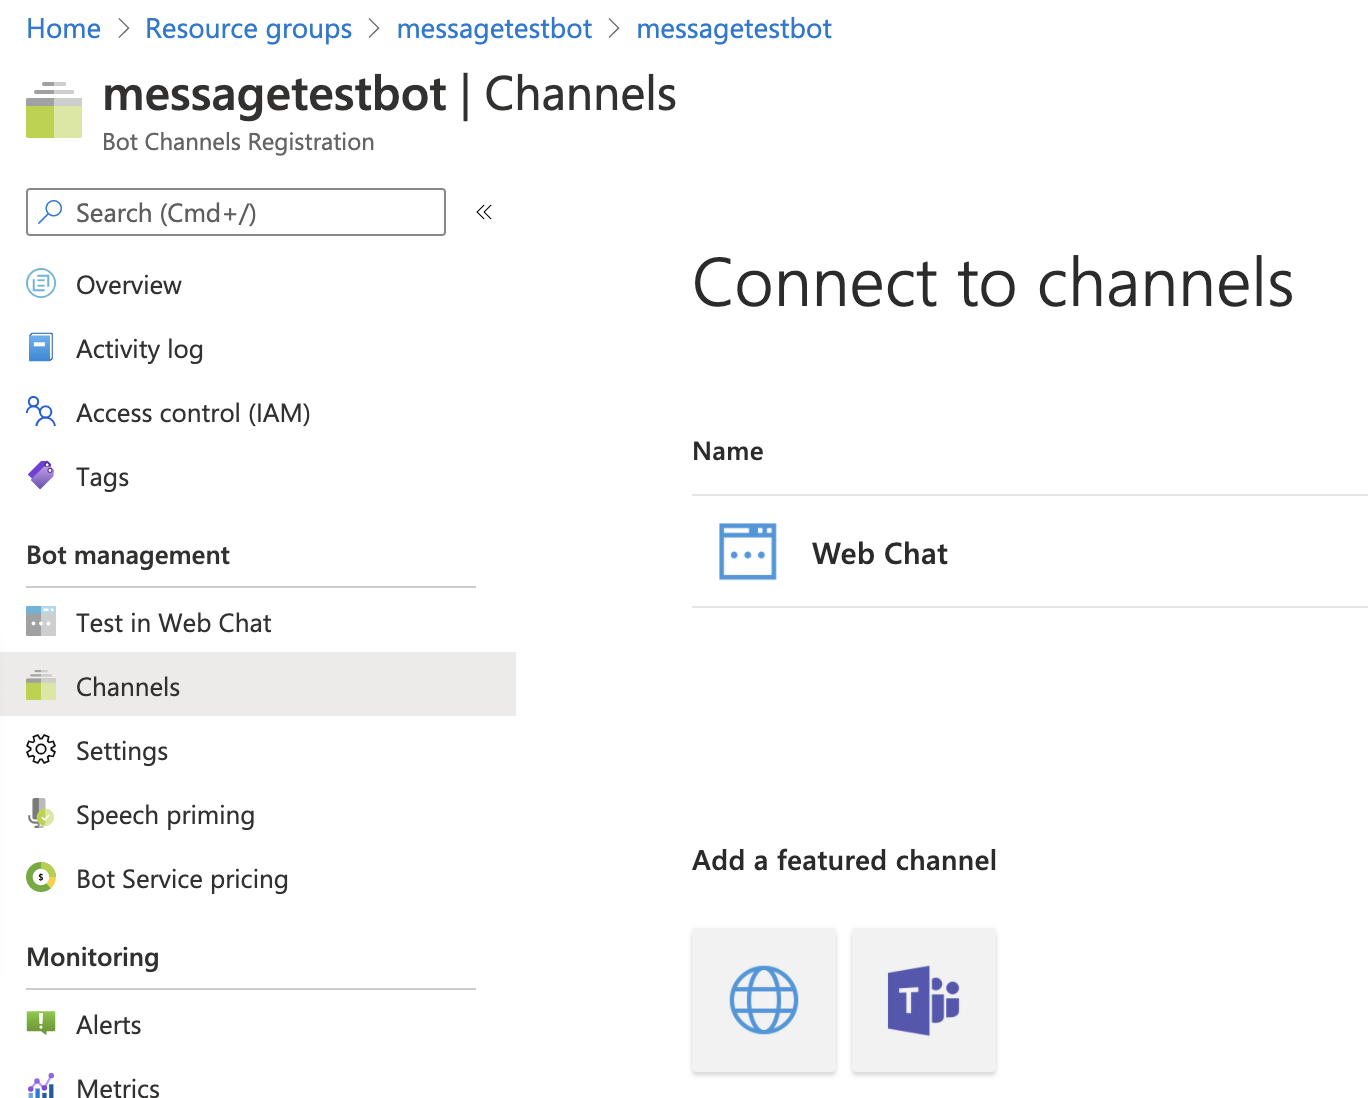 Home > Resource groups > messagetestbot > messagetestbot
messagetestbot | Channels
Bot Channels Registration
Search (Cmd+/)
«
Overview
Activity log
Access control (IAM)
Tags
Bot management
Test in Web Chat
Channels
Settings
Speech priming
Bot Service pricing
Monitoring
Alerts
Metrics
Connect to channels
Name
Web Chat
Add a featured channel
T